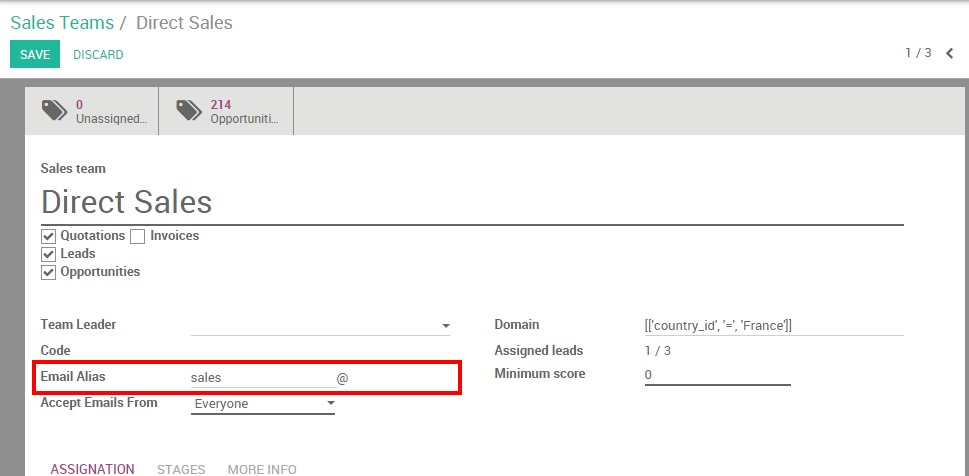 Sales Teams / Direct Sales
SAVE DISCARD
1 / 3
0
Unassigned...
214
Opportuniti...
Sales team
Direct Sales
Quotations Invoices
Leads
Opportunities
Team Leader
Domain [['country_id', '=', 'France']]
Code
Assigned leads 1 / 3
Email Alias sales @
Minimum score 0
Accept Emails From Everyone
ASSIGNATION STAGES MORE INFO